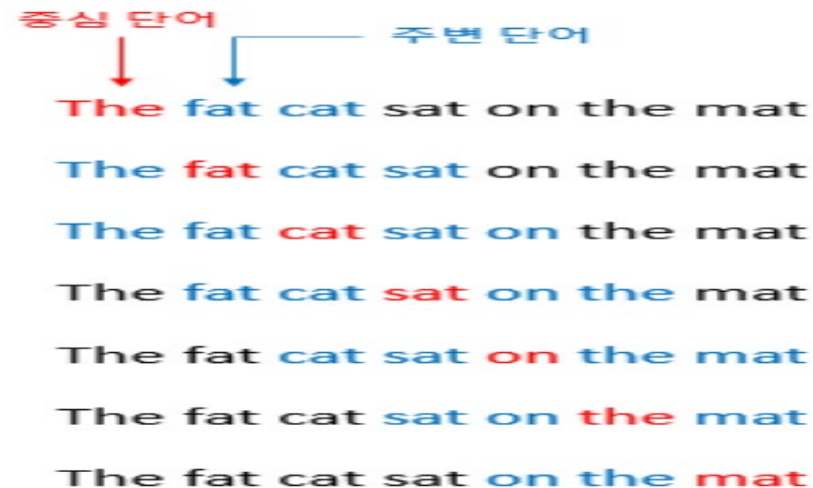 중심 단어
주변 단어
The fat cat sat on the mat
The fat cat sat on the mat
The fat cat sat on the mat
The fat cat sat on the mat
The fat cat sat on the mat
The fat cat sat on the mat
The fat cat sat on the mat